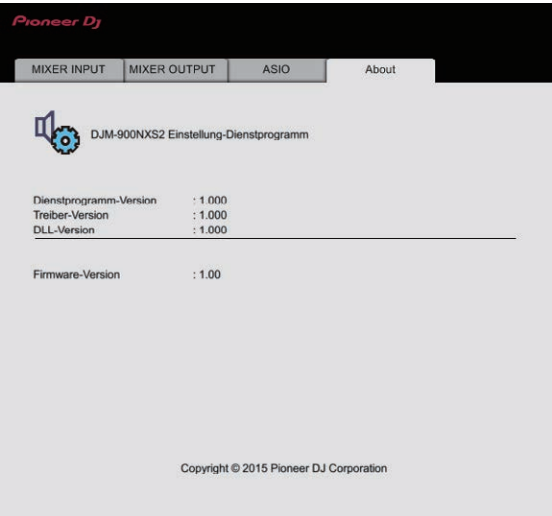 Pioneer Dj
MIXER INPUT MIXER OUTPUT ASIO About
DJM-900NXS2 Einstellung-Dienstprogramm
Dienstprogramm-Version : 1.000
Treiber-Version : 1.000
DLL-Version : 1.000
Firmware-Version : 1.00
Copyright © 2015 Pioneer DJ Corporation